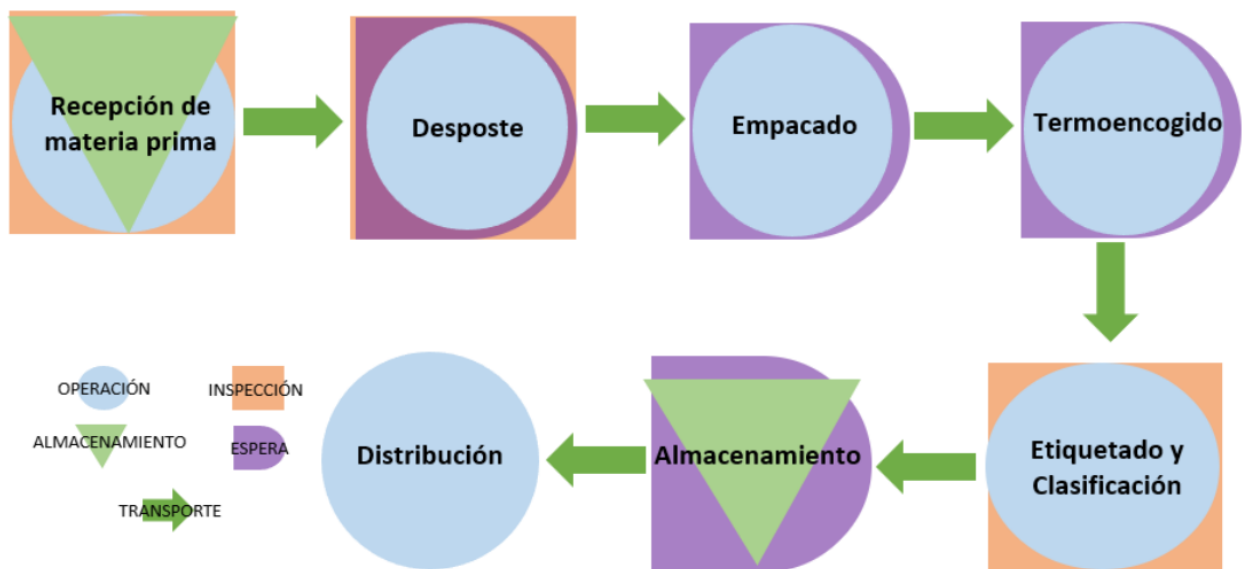 Recepción de
materia prima
Desposte
Empacado
Termoencogido
OPERACIÓN
INSPECCIÓN
ALMACENAMIENTO
ESPERA
TRANSPORTE
Distribución
Almacenamiento
Etiquetado y
Clasificación